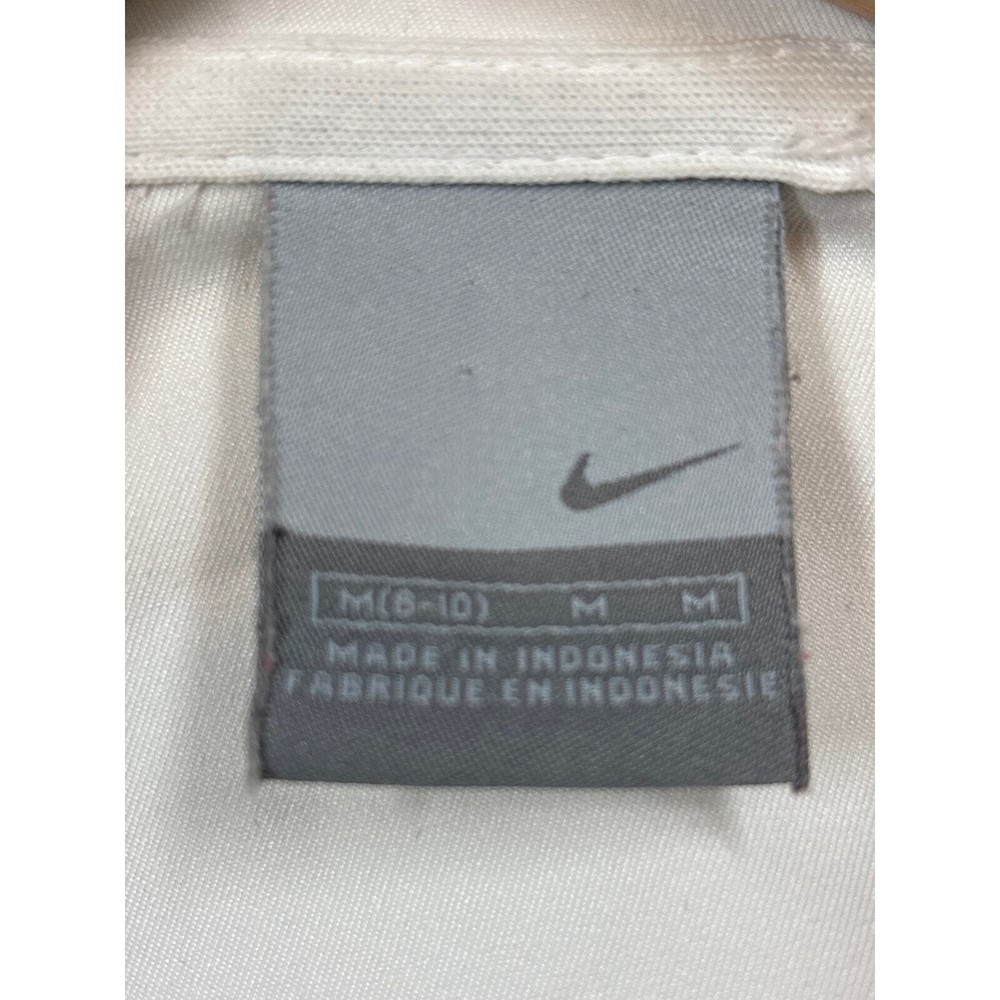 M(8-10) M M
MADE IN INDONESIA
FABRIQUE EN INDONESIE